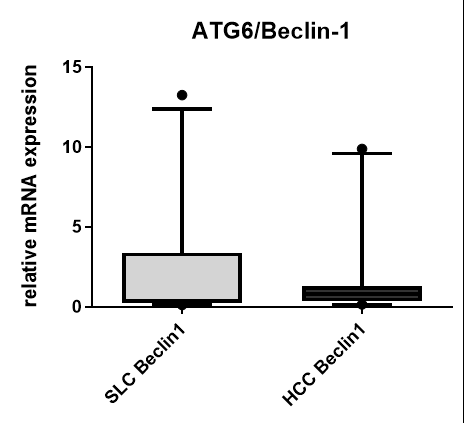 ATG6/Beclin-1
relative mRNA expression
15
10
5
0
SLC Beclin1
HCC Beclin1